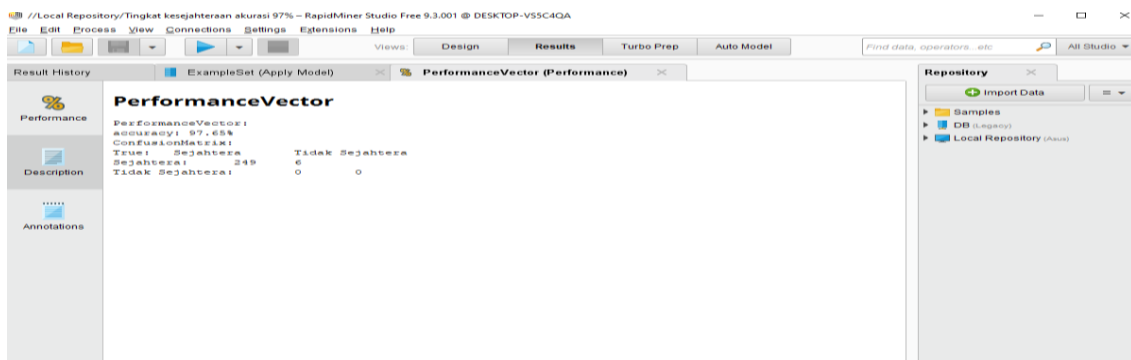 //Local Repository/Tingkat kesejahteraan akurasi 97% – RapidMiner Studio Free 9.3.001 @ DESKTOP-VS5C4QA
File Edit Process View Connections Settings Extensions Help
Views: Design Results Turbo Prep Auto Model Find data, operators...etc All Studio
Result History ExampleSet (Apply Model) PerformanceVector (Performance) Repository
Import Data
Performance
PerformanceVector
PerformanceVector:
accuracy: 97.65%
ConfusionMatrix:
True: Sejahtera Tidak Sejahtera
Sejahtera: 249 6
Tidak Sejahtera: 0 0
Description
Annotations
Samples
DB (Legacy)
Local Repository (Asus)